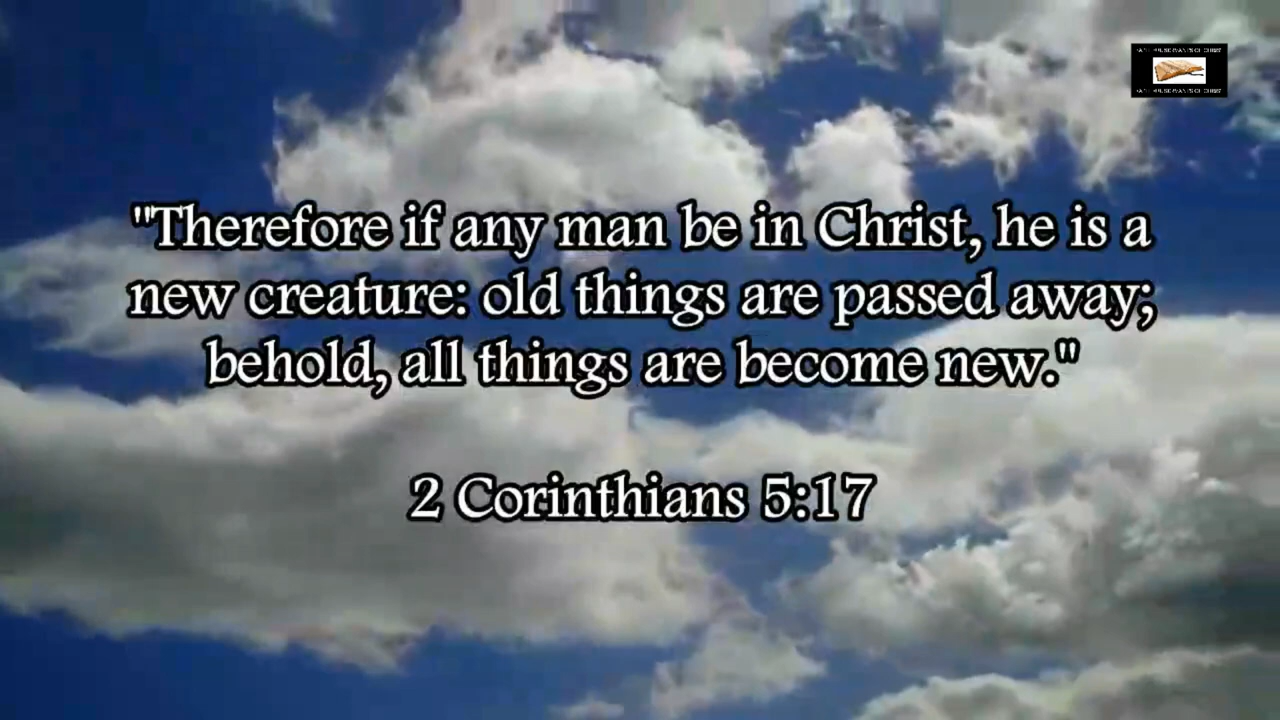 "Therefore if any man be in Christ, he is a
new creature: old things are passed away;
behold, all things are become new."
2 Corinthians 5:17